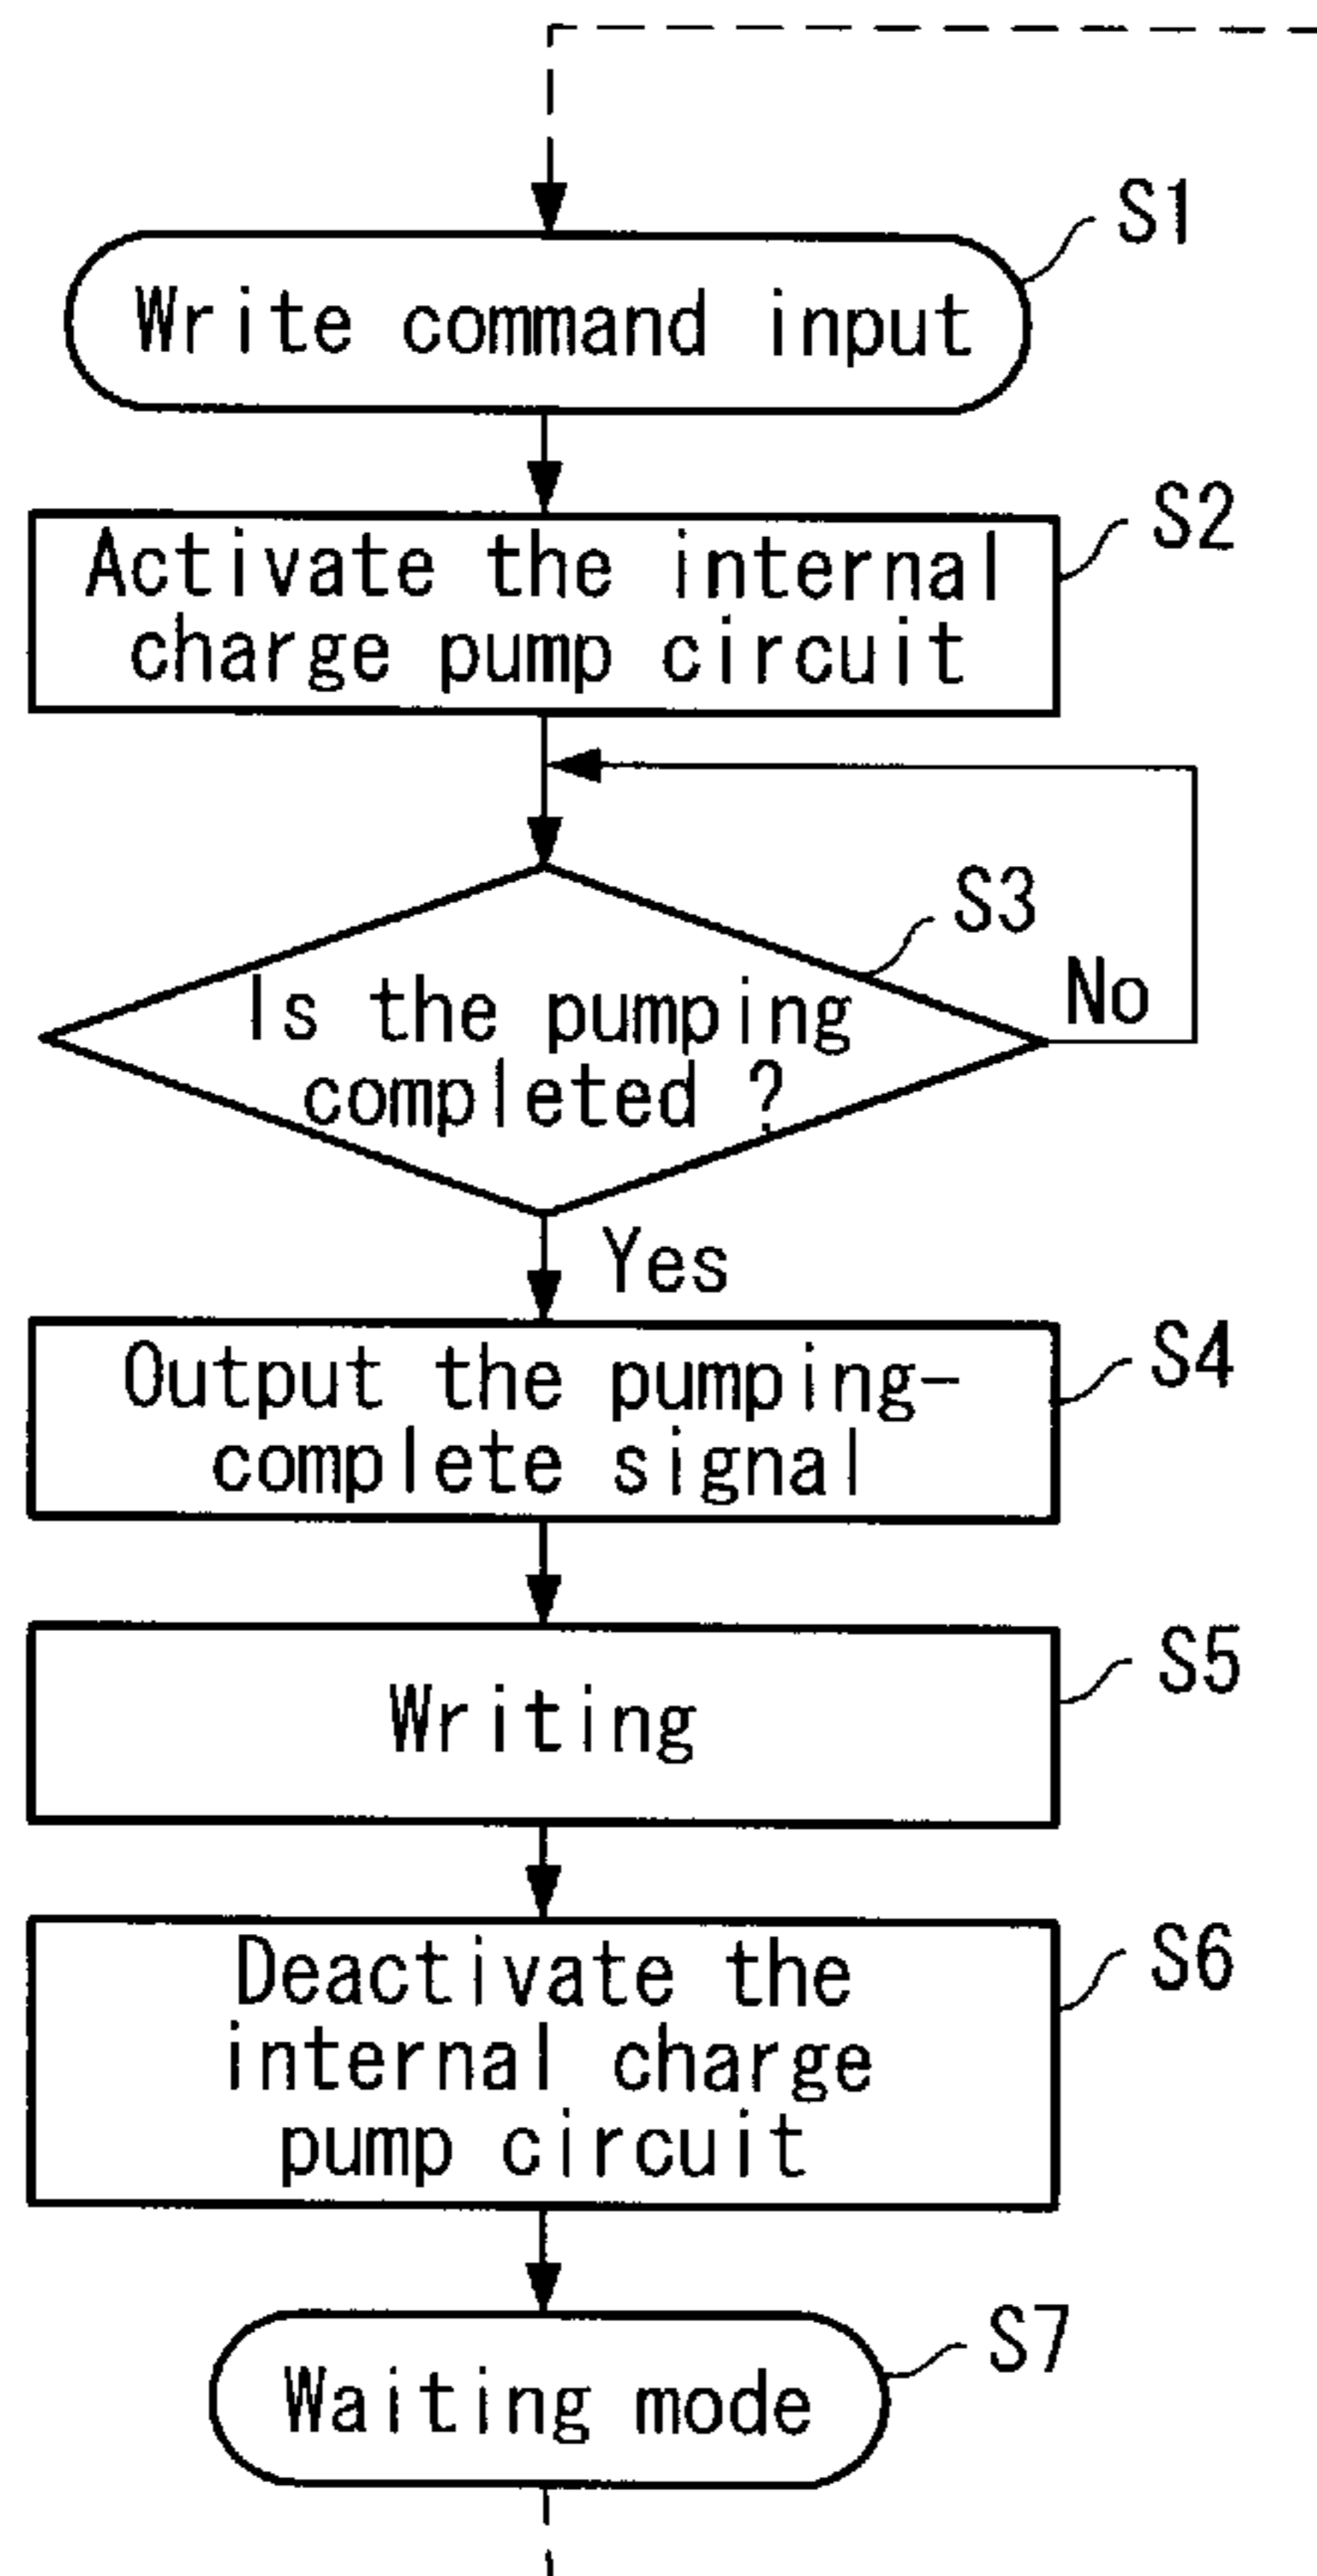 S1
Write command input
S2
Activate the internal
charge pump circuit
S3
Is the pumping
completed ?
No
Yes
S4
Output the pumping-
complete signal
S5
Writing
S6
Deactivate the
internal charge
pump circuit
S7
Waiting mode